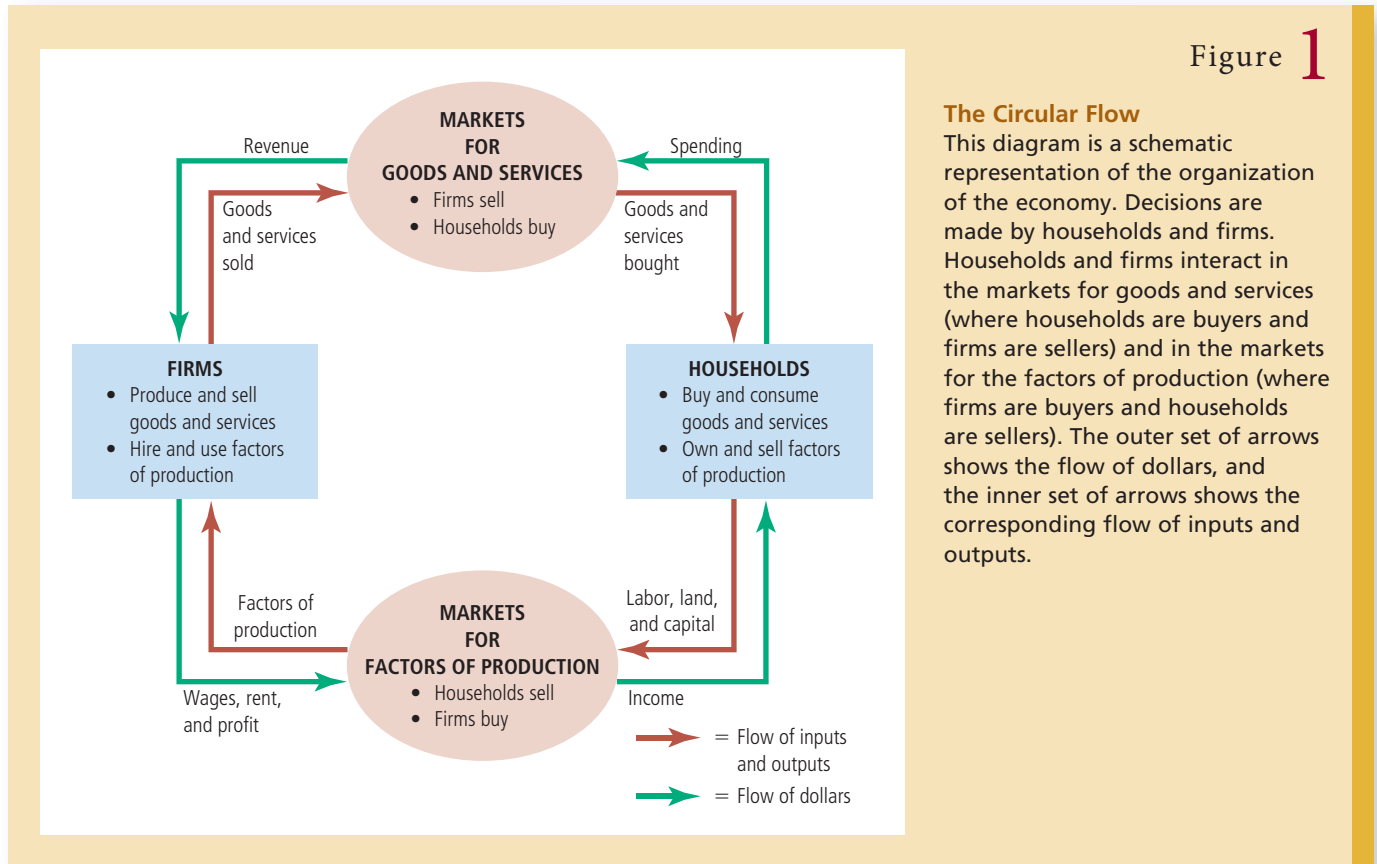 Figure 1
The Circular Flow
This diagram is a schematic
representation of the organization
of the economy. Decisions are
made by households and firms.
Households and firms interact in
the markets for goods and services
(where households are buyers and
firms are sellers) and in the markets
for the factors of production (where
firms are buyers and households
are sellers). The outer set of arrows
shows the flow of dollars, and
the inner set of arrows shows the
corresponding flow of inputs and
outputs.
MARKETS
FOR
GOODS AND SERVICES
• Firms sell
• Households buy
Revenue
Goods
and services
sold
Spending
Goods and
services
bought
FIRMS
• Produce and sell
goods and services
• Hire and use factors
of production
HOUSEHOLDS
• Buy and consume
goods and services
• Own and sell factors
of production
Factors of
production
Wages, rent,
and profit
MARKETS
FOR
FACTORS OF PRODUCTION
• Households sell
• Firms buy
Labor, land,
and capital
Income
= Flow of inputs
and outputs
= Flow of dollars